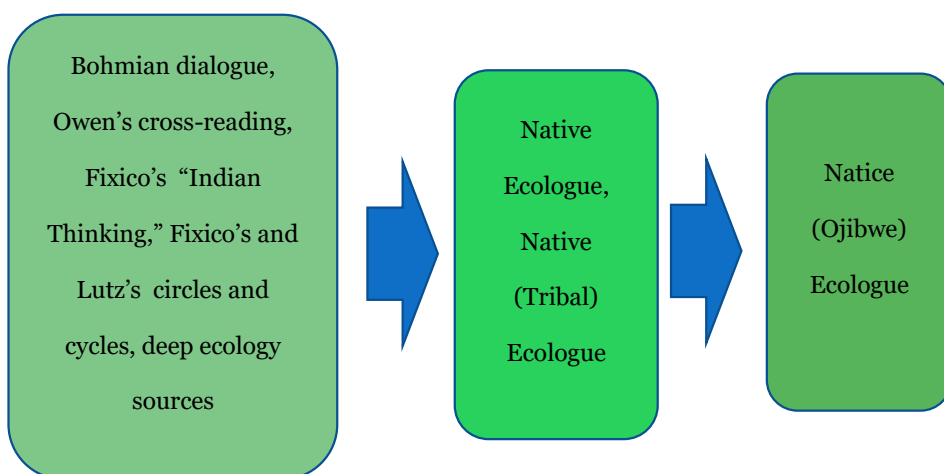 Bohmian dialogue,
Owen’s cross-reading,
Fixico’s “Indian
Thinking,” Fixico’s and
Lutz’s circles and
cycles, deep ecology
sources
Native
Ecologue,
Native
(Tribal)
Ecologue
Natice
(Ojibwe)
Ecologue